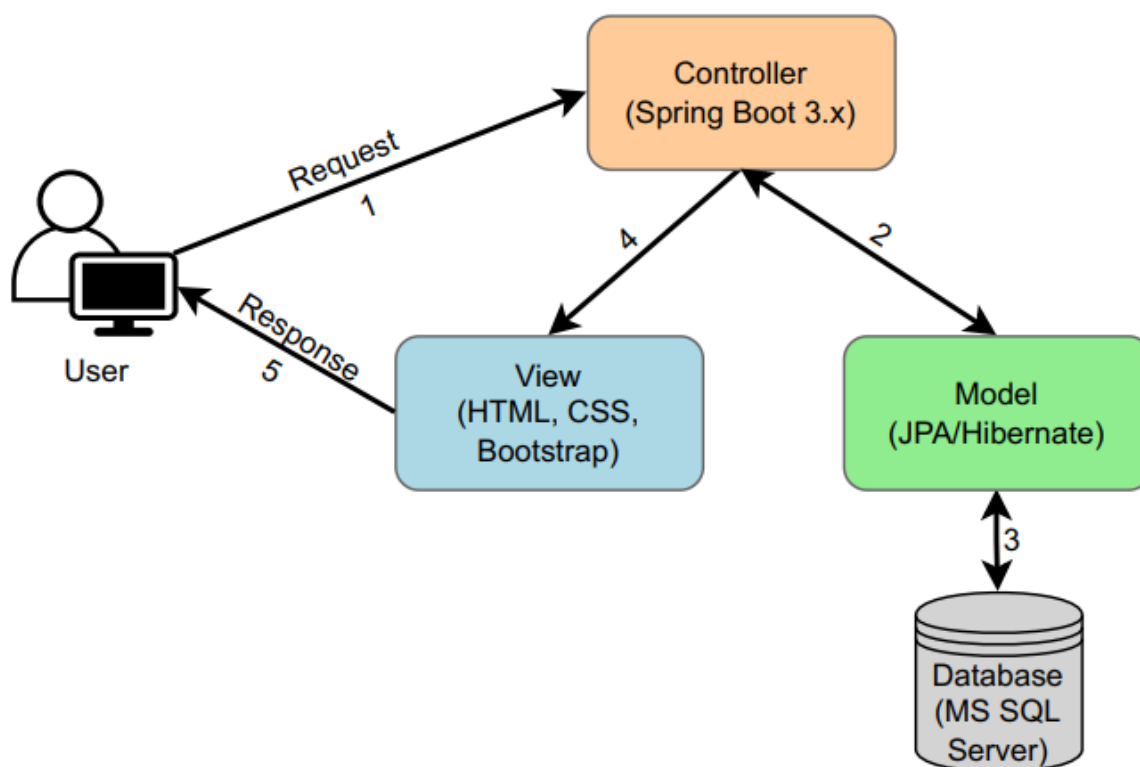 Controller
(Spring Boot 3.x)
Request
1
4
2
Response
5
User
View
(HTML, CSS,
Bootstrap)
Model
(JPA/Hibernate)
3
Database
(MS SQL
Server)